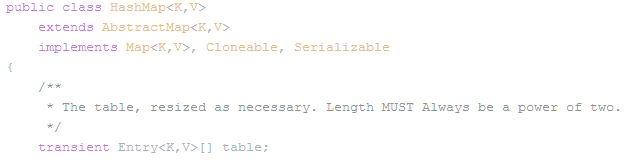 public class HashMap<K,V>
    extends AbstractMap<K,V>
    implements Map<K,V>, Cloneable, Serializable
{
    /**
     * The table, resized as necessary. Length MUST Always be a power of two.
     */
    transient Entry<K,V>[] table;